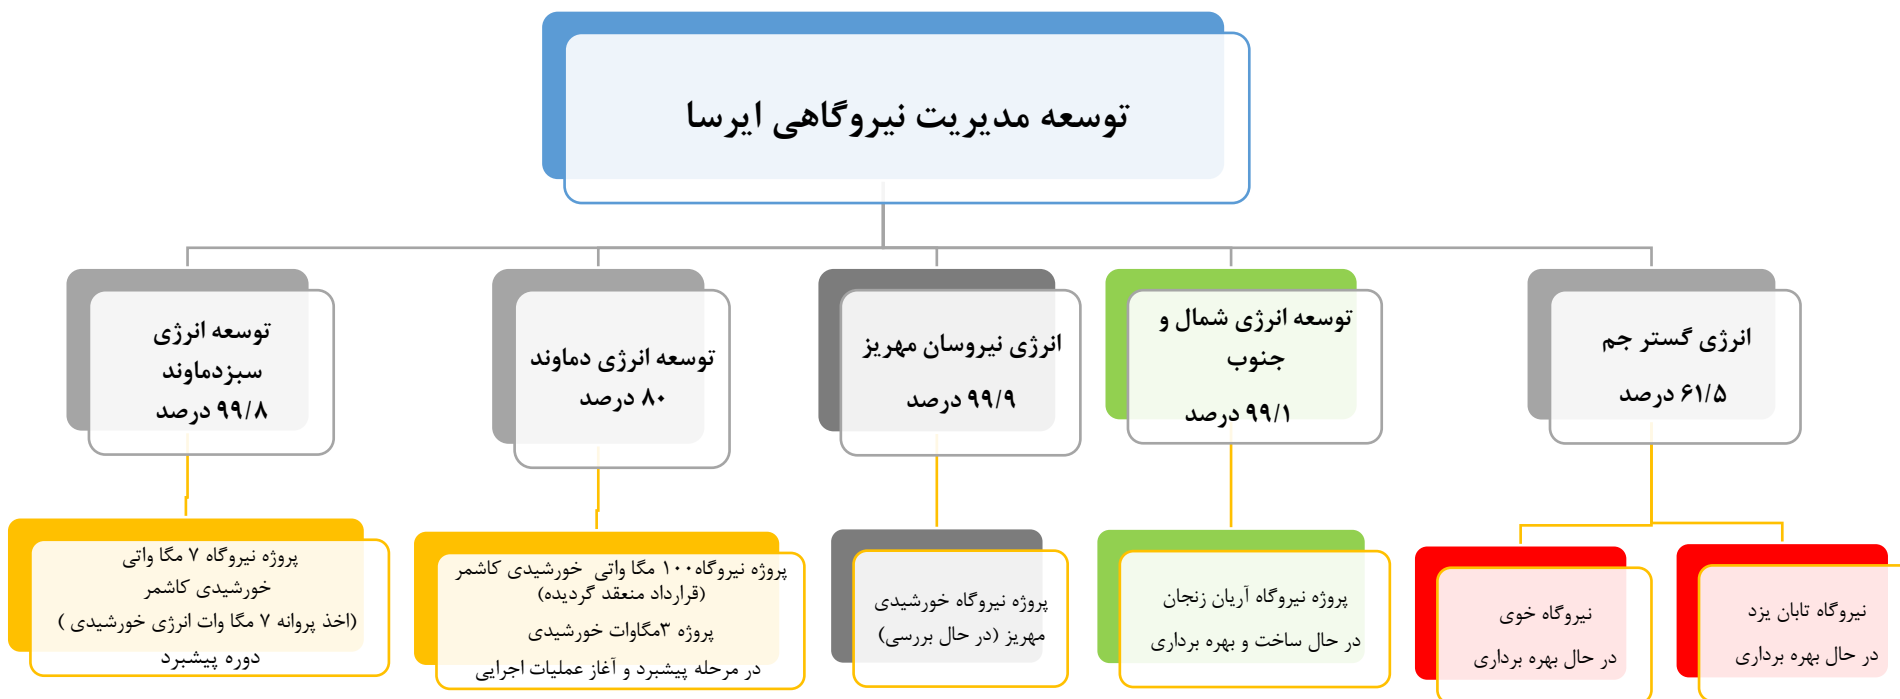 توسعه مدیریت نیروگاهی ایرسا
انرژی گستر جم
۶۱/۵ درصد
توسعه انرژی شمال و
جنوب
۹۹/۱ درصد
انرژی نیروسان مهریز
۹۹/۹ درصد
توسعه انرژی دماوند
۸۰ درصد
توسعه انرژی
سبزدماوند
۹۹/۸ درصد
نیروگاه تابان یزد
در حال بهره برداری
نیروگاه خوی
در حال بهره برداری
پروژه نیروگاه آریان زنجان
در حال ساخت و بهره برداری
پروژه نیروگاه خورشیدی
مهریز (در حال بررسی)
پروژه نیروگاه۱۰۰ مگا واتی خورشیدی کاشمر
(قرارداد منعقد گردیده)
پروژه ۳مگاوات خورشیدی
در مرحله پیشبرد و آغاز عملیات اجرایی
پروژه نیروگاه ۷ مگا واتی
خورشیدی کاشمر
(اخذ پروانه ۷ مگا وات انرژی خورشیدی )
دوره پیشبرد